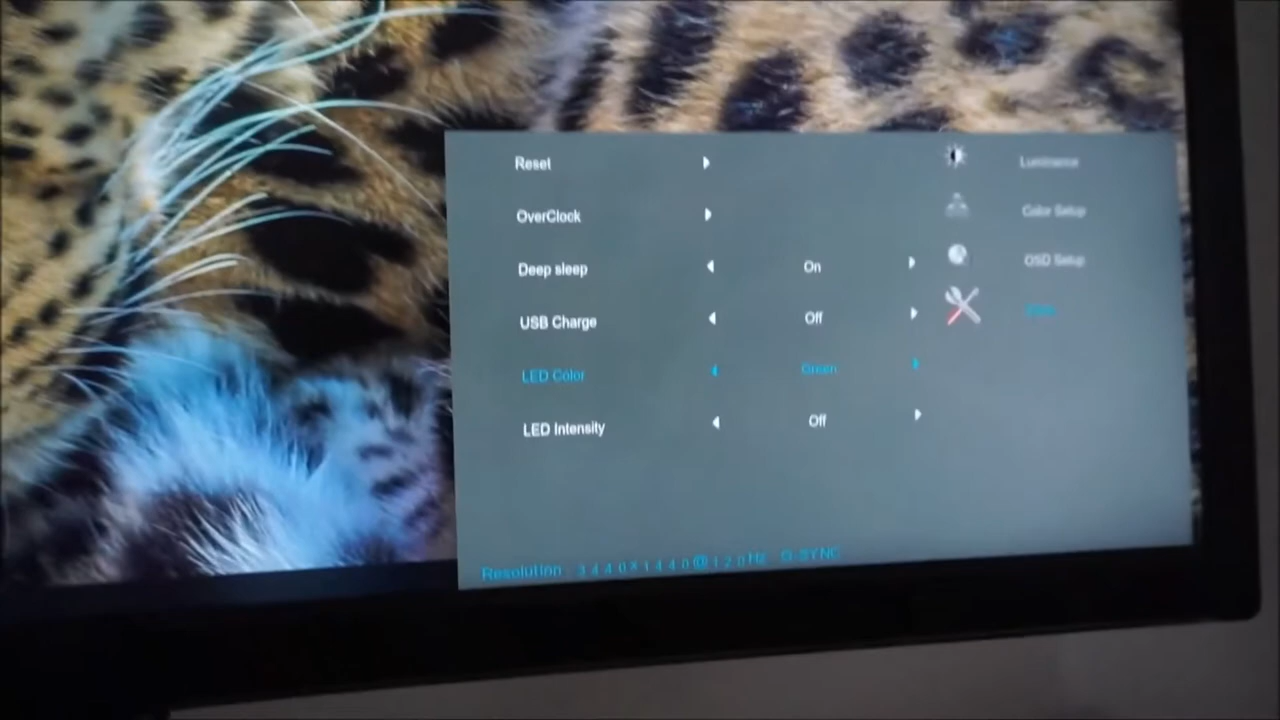 Reset
OverClock
Deep sleep On
USB Charge Off
LED Color Green
LED Intensity Off
Luminance
Color Setup
OSD Setup
Resolution 3440x1440@120Hz G-SYNC